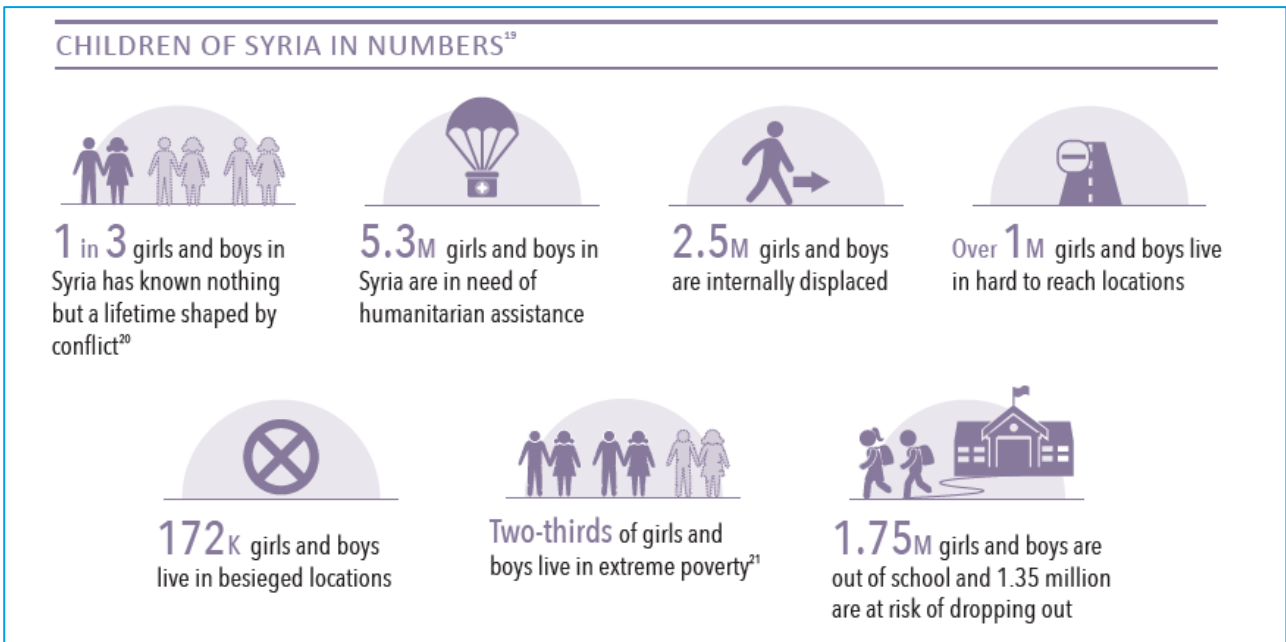 CHILDREN OF SYRIA IN NUMBERS¹⁹
1 in 3 girls and boys in
Syria has known nothing
but a lifetime shaped by
conflict²⁰
5.3M girls and boys in
Syria are in need of
humanitarian assistance
2.5M girls and boys
are internally displaced
Over 1M girls and boys live
in hard to reach locations
172K girls and boys
live in besieged locations
Two-thirds of girls and
boys live in extreme poverty²¹
1.75M girls and boys are
out of school and 1.35 million
are at risk of dropping out